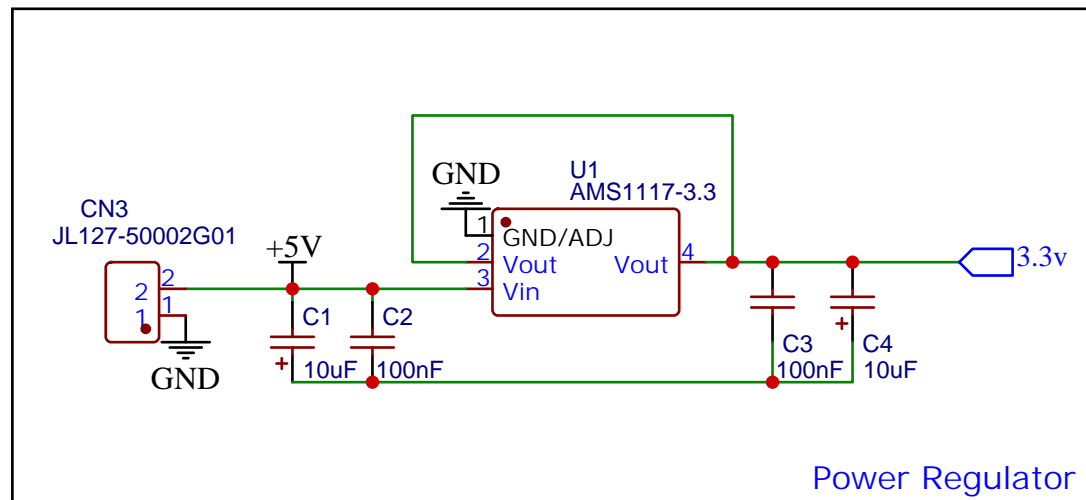 GND
U1
AMS1117-3.3
CN3
JL127-50002G01
1
GND/ADJ
+5V
2
Vout
Vout
4
3.3v
2
2
3
Vin
1
1
C1
C2
+
10uF
100nF
GND
C3
C4
+
100nF
10uF
Power Regulator